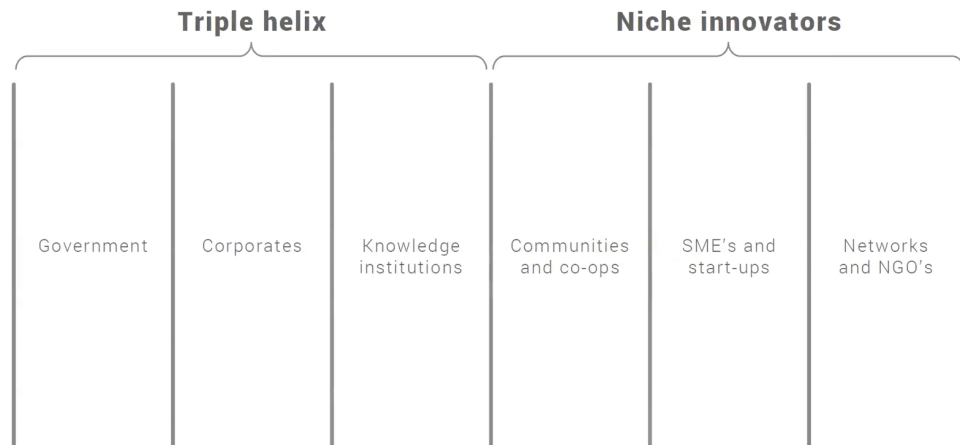 Triple helix
Niche innovators
Government
Corporates
Knowledge
institutions
Communities
and co-ops
SME's and
start-ups
Networks
and NGO's